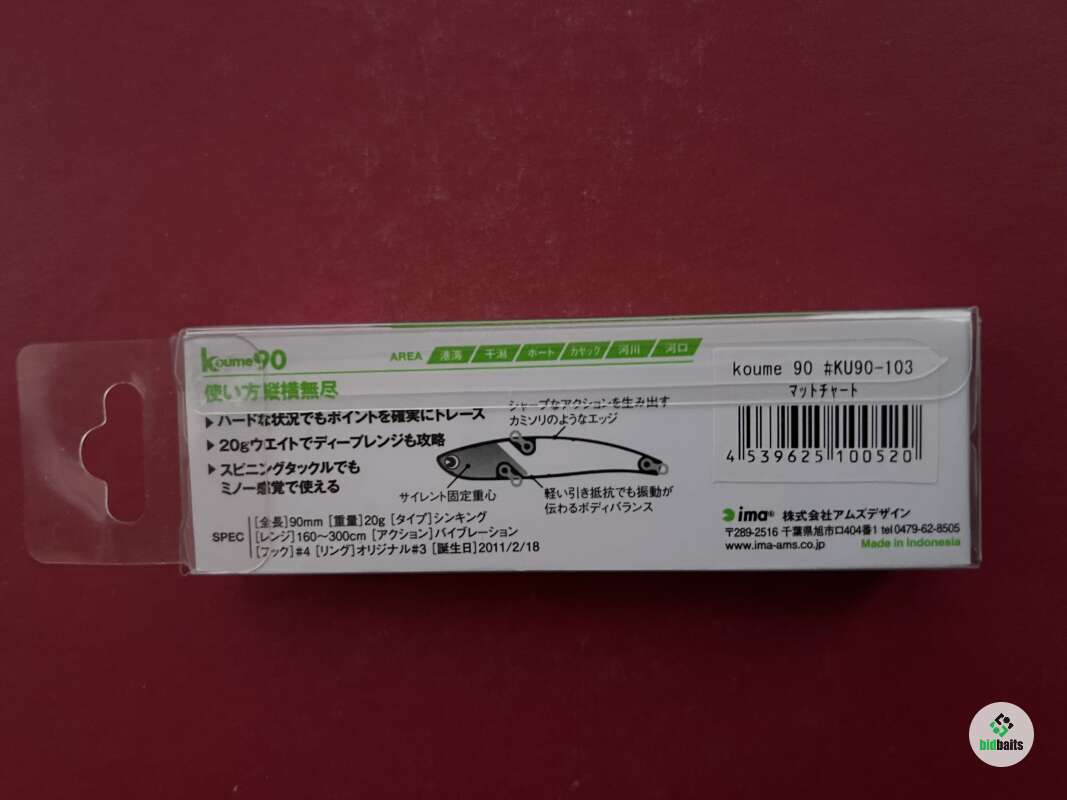 koume90
AREA 港湾 干潟 ボート カヤック 河川 河口
使い方縦横無尽
▶ハードな状況でもポイントを確実にトレース
▶20gウエイトでディープレンジも攻略
▶スピニングタックルでも
ミノー感覚で使える
シャープなアクションを生み出す
カミソリのようなエッジ
サイレント固定重心
軽い引き抵抗でも振動が
伝わるボディバランス
SPEC
[全長]90mm [重量]20g [タイプ]シンキング
[レンジ]160〜300cm [アクション]バイブレーション
[フック]#4 [リング]オリジナル#3 [誕生日]2011/2/18
koume 90 #KU90-103
マットチャート
4 539625 100520
ima® 株式会社アムズデザイン
〒289-2516 千葉県旭市ロ404番1 tel 0479-62-8505
www.ima-ams.co.jp Made in Indonesia
bidbaits